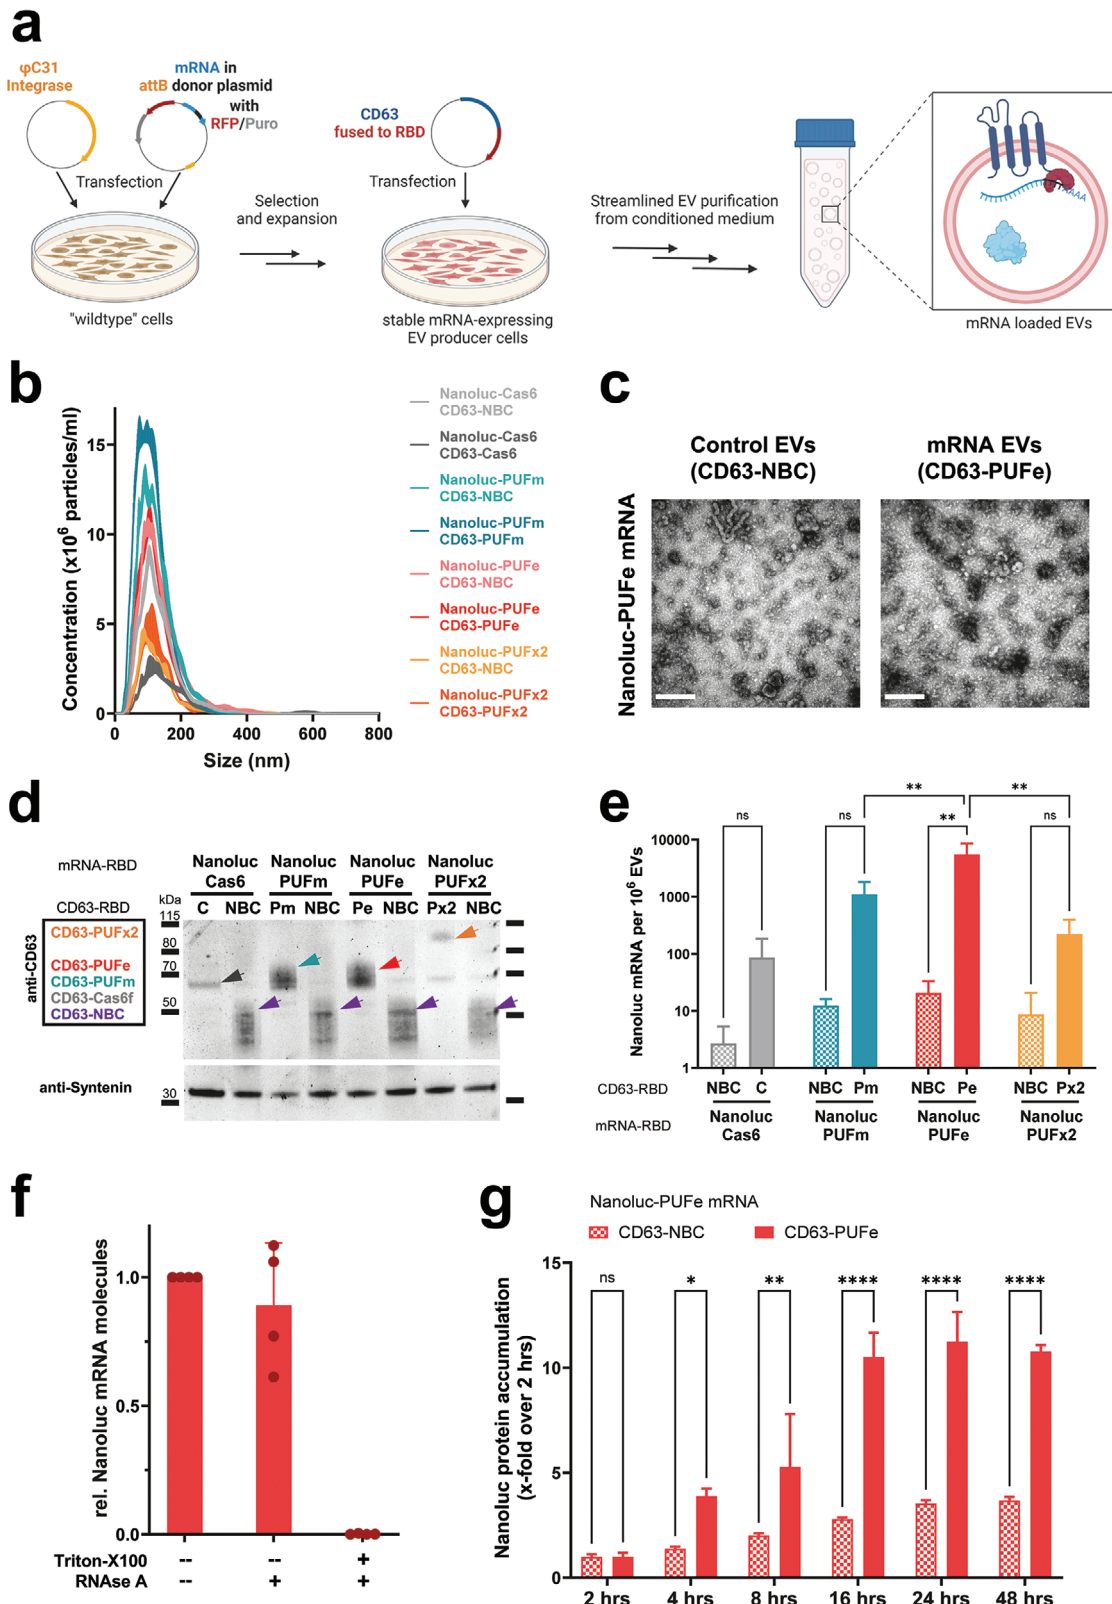 a
φC31
Integrase
mRNA in
attB donor plasmid
with
RFP/Puro
Transfection
"wildtype" cells
Selection
and expansion
CD63
fused to RBD
Transfection
stable mRNA-expressing
EV producer cells
Streamlined EV purification
from conditioned medium
AAAA
mRNA loaded EVs
b
Concentration (x10⁶ particles/ml)
15
10
5
0
0 200 400 600 800
Size (nm)
Nanoluc-Cas6
CD63-NBC
Nanoluc-Cas6
CD63-Cas6
Nanoluc-PUFm
CD63-NBC
Nanoluc-PUFm
CD63-PUFm
Nanoluc-PUFe
CD63-NBC
Nanoluc-PUFe
CD63-PUFe
Nanoluc-PUFx2
CD63-NBC
Nanoluc-PUFx2
CD63-PUFx2
c
Control EVs
(CD63-NBC)
mRNA EVs
(CD63-PUFe)
Nanoluc-PUFe mRNA
d
mRNA-RBD
Nanoluc Nanoluc Nanoluc Nanoluc
Cas6 PUFm PUFe PUFx2
CD63-RBD
kDa
C NBC Pm NBC Pe NBC Px2 NBC
115
80
70
50
30
anti-CD63
CD63-PUFx2
CD63-PUFe
CD63-PUFm
CD63-Cas6f
CD63-NBC
anti-Syntenin
e
Nanoluc mRNA per 10⁶ EVs
10000
1000
100
10
1
** **
ns ns ** ns
CD63-RBD
NBC C NBC Pm NBC Pe NBC Px2
mRNA-RBD
Nanoluc Nanoluc Nanoluc Nanoluc
Cas6 PUFm PUFe PUFx2
f
rel. Nanoluc mRNA molecules
1.0
0.5
0.0
Triton-X100 -- -- +
RNAse A -- + +
g
Nanoluc-PUFe mRNA
CD63-NBC CD63-PUFe
Nanoluc protein accumulation
(x-fold over 2 hrs)
15
10
5
0
ns * ** **** **** ****
2 hrs 4 hrs 8 hrs 16 hrs 24 hrs 48 hrs